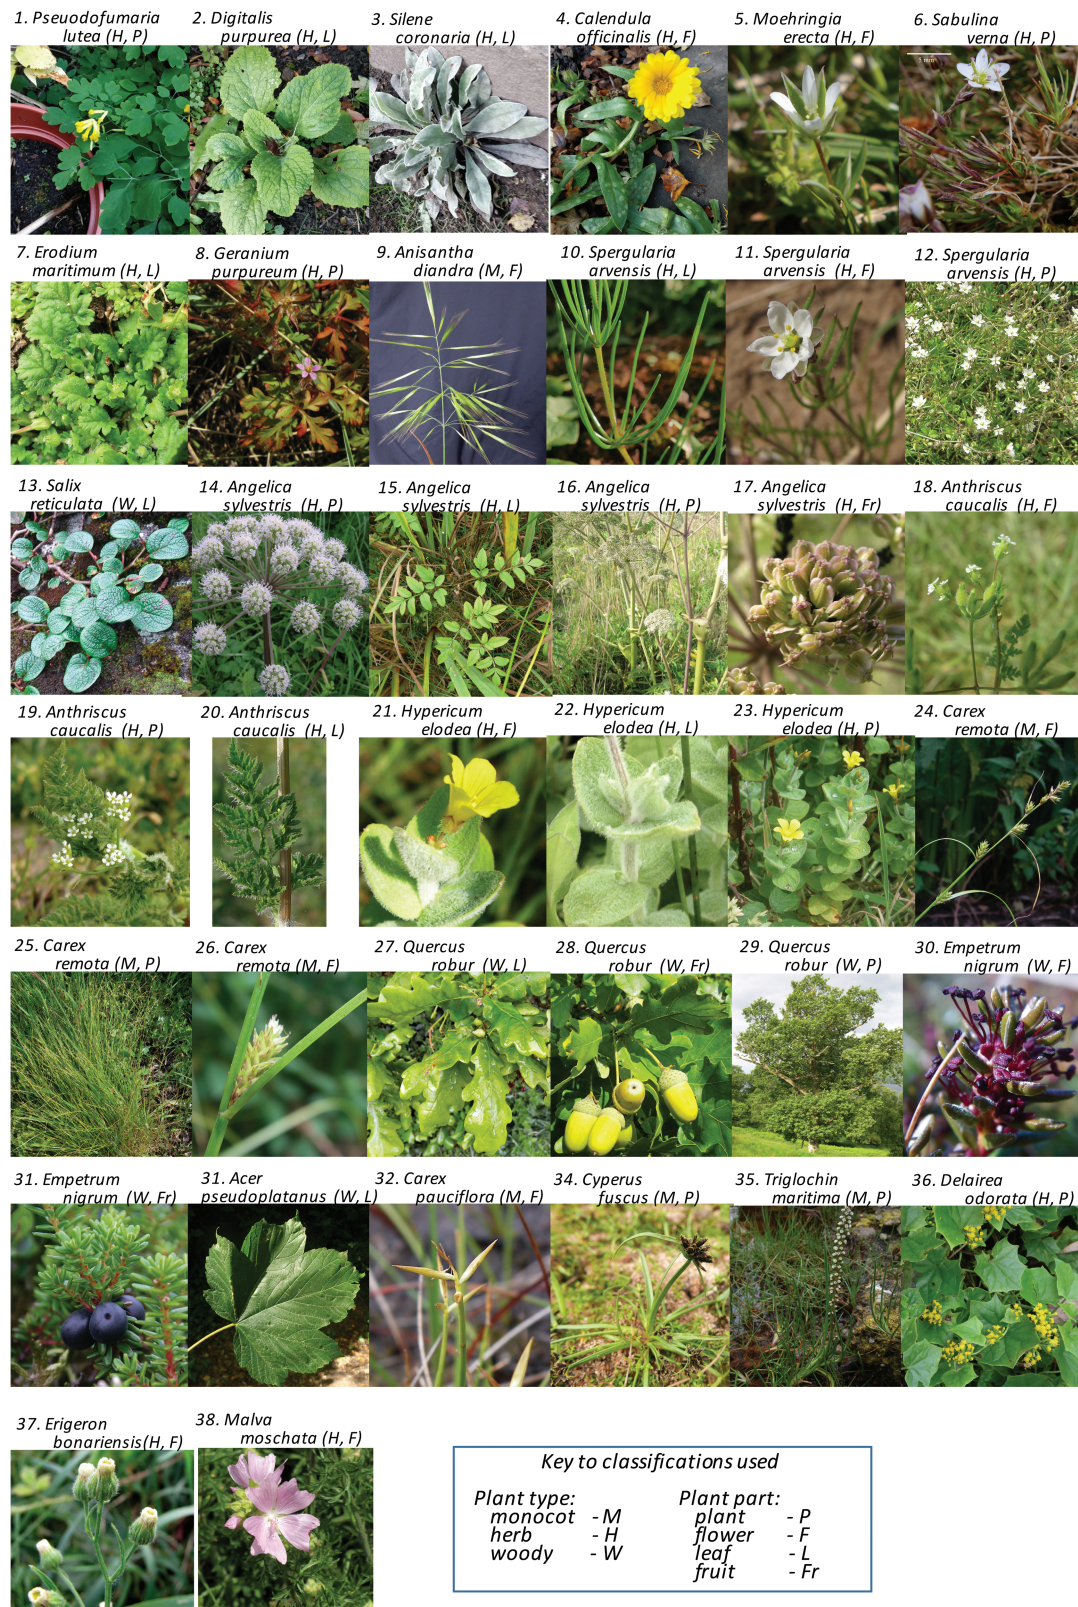 1. Pseuodofumaria
lutea (H, P)
2. Digitalis
purpurea (H, L)
3. Silene
coronaria (H, L)
4. Calendula
officinalis (H, F)
5. Moehringia
erecta (H, F)
6. Sabulina
verna (H, P)
5 mm
7. Erodium
maritimum (H, L)
8. Geranium
purpureum (H, P)
9. Anisantha
diandra (M, F)
10. Spergularia
arvensis (H, L)
11. Spergularia
arvensis (H, F)
12. Spergularia
arvensis (H, P)
13. Salix
reticulata (W, L)
14. Angelica
sylvestris (H, P)
15. Angelica
sylvestris (H, L)
16. Angelica
sylvestris (H, P)
17. Angelica
sylvestris (H, Fr)
18. Anthriscus
caucalis (H, F)
19. Anthriscus
caucalis (H, P)
20. Anthriscus
caucalis (H, L)
21. Hypericum
elodea (H, F)
22. Hypericum
elodea (H, L)
23. Hypericum
elodea (H, P)
24. Carex
remota (M, F)
25. Carex
remota (M, P)
26. Carex
remota (M, F)
27. Quercus
robur (W, L)
28. Quercus
robur (W, Fr)
29. Quercus
robur (W, P)
30. Empetrum
nigrum (W, F)
31. Empetrum
nigrum (W, Fr)
31. Acer
pseudoplatanus (W, L)
32. Carex
pauciflora (M, F)
34. Cyperus
fuscus (M, P)
35. Triglochin
maritima (M, P)
36. Delairea
odorata (H, P)
37. Erigeron
bonariensis(H, F)
38. Malva
moschata (H, F)
Key to classifications used
Plant type:
monocot - M
herb - H
woody - W
Plant part:
plant - P
flower - F
leaf - L
fruit - Fr